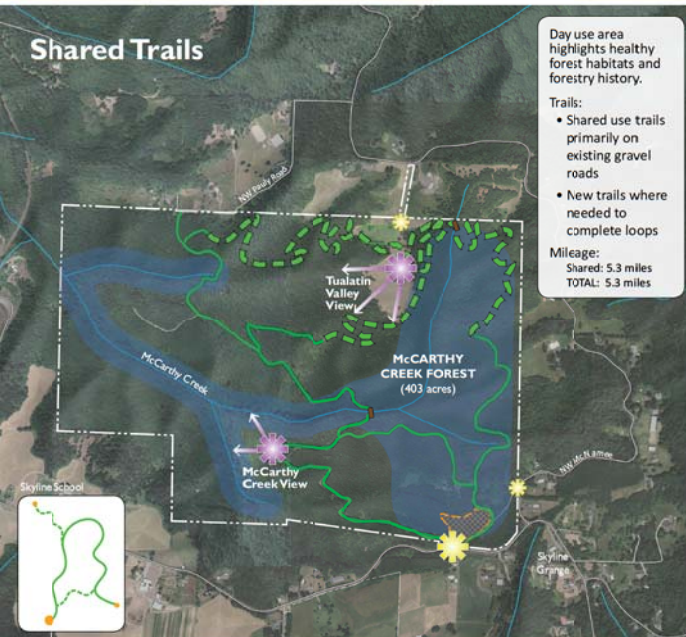 Shared Trails
Day use area
highlights healthy
forest habitats and
forestry history.
Trails:
• Shared use trails
primarily on
existing gravel
roads
• New trails where
needed to
complete loops
Mileage:
Shared: 5.3 miles
TOTAL: 5.3 miles
NW Pauly Road
Tualatin
Valley
View
McCARTHY
CREEK FOREST
(403 acres)
McCarthy Creek
McCarthy
Creek View
NW McNamee
Skyline School
Skyline
Grange